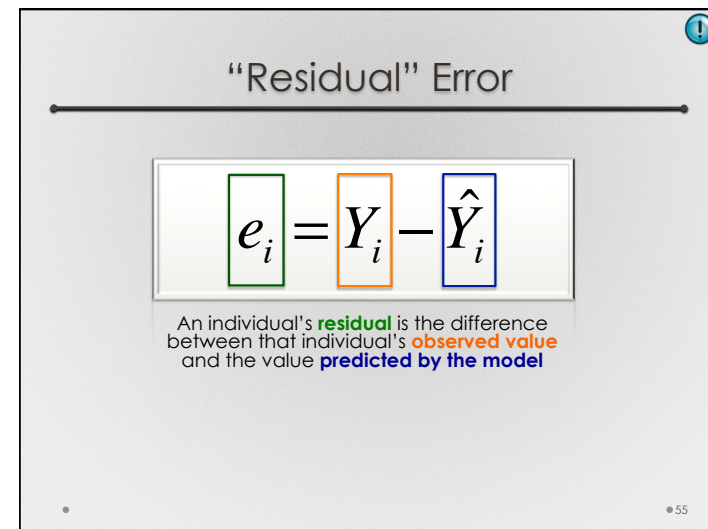 “Residual” Error
e_i = Y_i − Ŷ_i
An individual’s residual is the difference
between that individual’s observed value
and the value predicted by the model
55